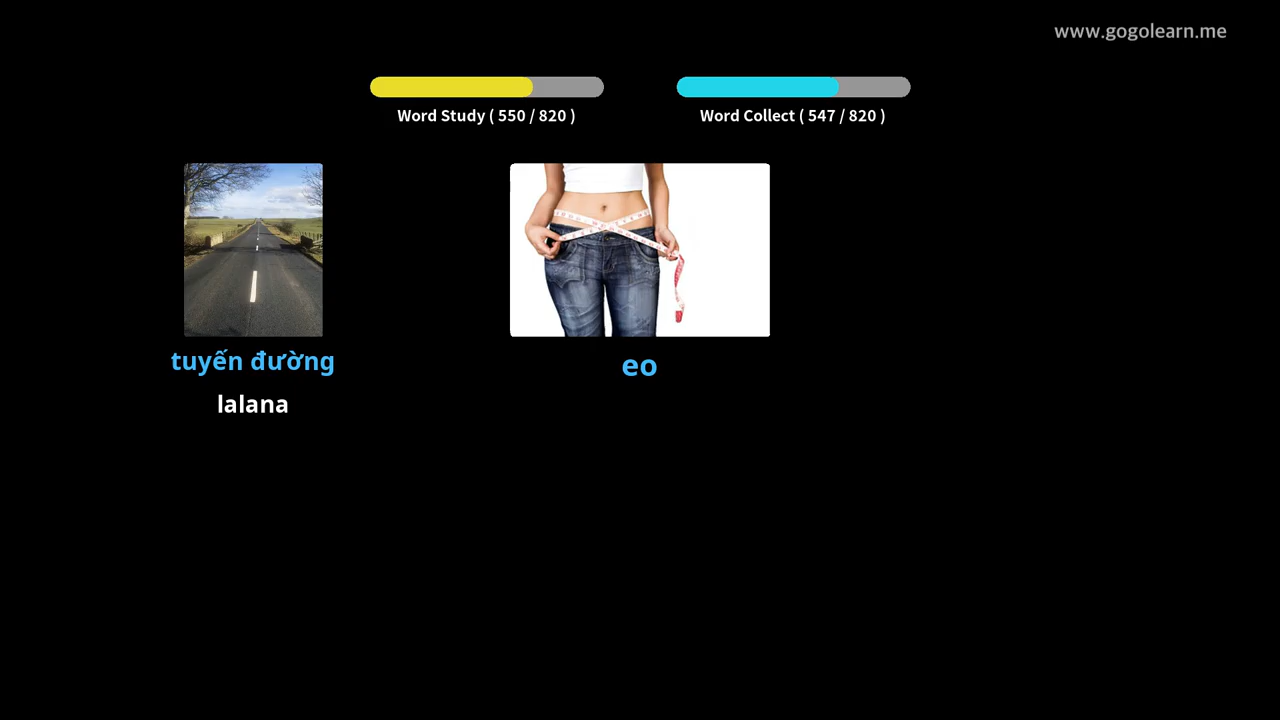 www.gogolearn.me
Word Study ( 550 / 820 )
Word Collect ( 547 / 820 )
tuyến đường
lalana
eo